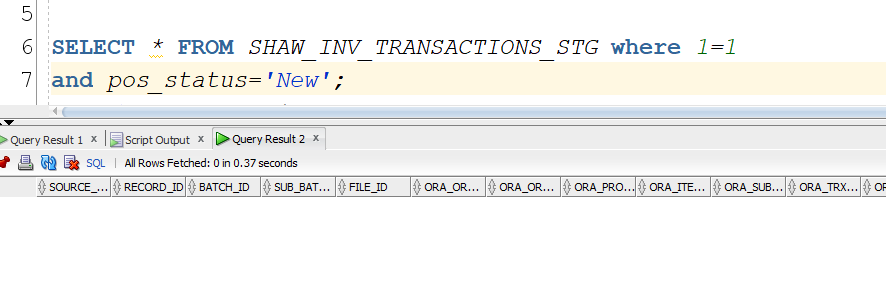 5
6 SELECT * FROM SHAW_INV_TRANSACTIONS_STG where 1=1
7 and pos_status='New';
Query Result 1 x Script Output x Query Result 2 x
SQL | All Rows Fetched: 0 in 0.37 seconds
SOURCE_... RECORD_ID BATCH_ID SUB_BAT... FILE_ID ORA_OR... ORA_OR... ORA_PRO... ORA_ITE... ORA_SUB... ORA_TRX... OR